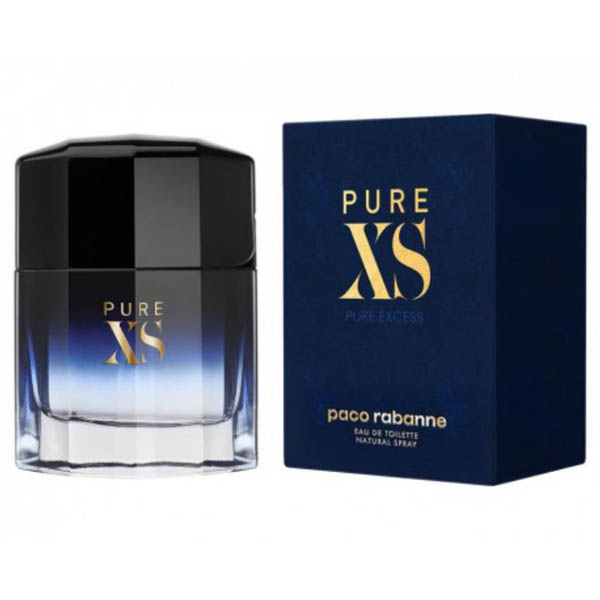 PURE
XS
PURE
XS
PURE EXCESS
paco rabanne
EAU DE TOILETTE
NATURAL SPRAY